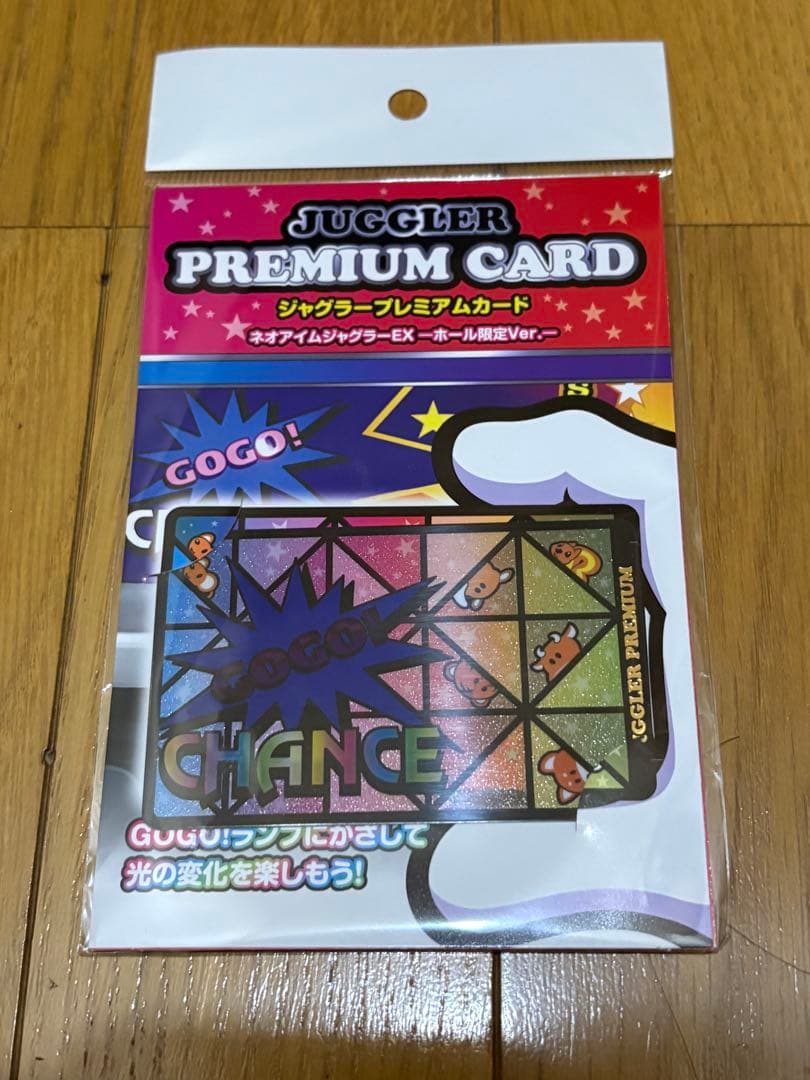 JUGGLER
PREMIUM CARD
ジャグラープレミアムカード
ネオアイムジャグラーEX ーホール限定Ver.ー
S
GOGO!
C
GOGO!
CHANCE
JUGGLER PREMIUM
GOGO!ランプにかざして
光の変化を楽しもう!